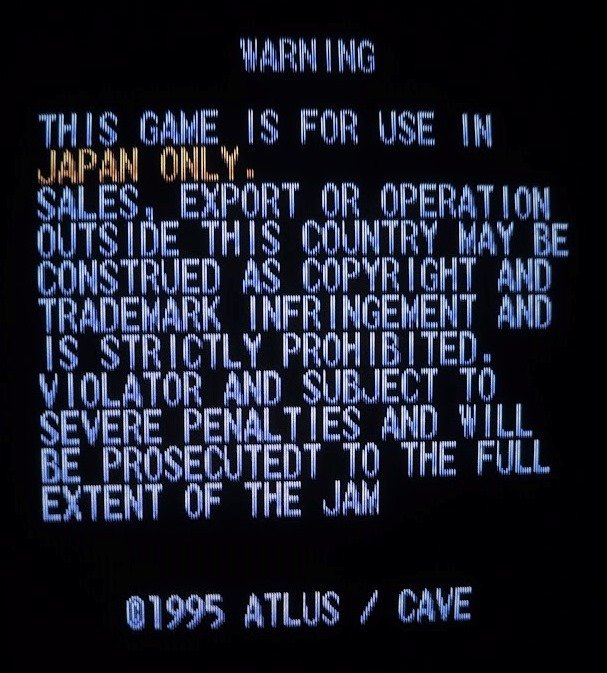 WARNING
THIS GAME IS FOR USE IN
JAPAN ONLY.
SALES, EXPORT OR OPERATION
OUTSIDE THIS COUNTRY MAY BE
CONSTRUED AS COPYRIGHT AND
TRADEMARK INFRINGEMENT AND
IS STRICTLY PROHIBITED.
VIOLATOR AND SUBJECT TO
SEVERE PENALTIES AND WILL
BE PROSECUTEDT TO THE FULL
EXTENT OF THE JAM
©1995 ATLUS / CAVE